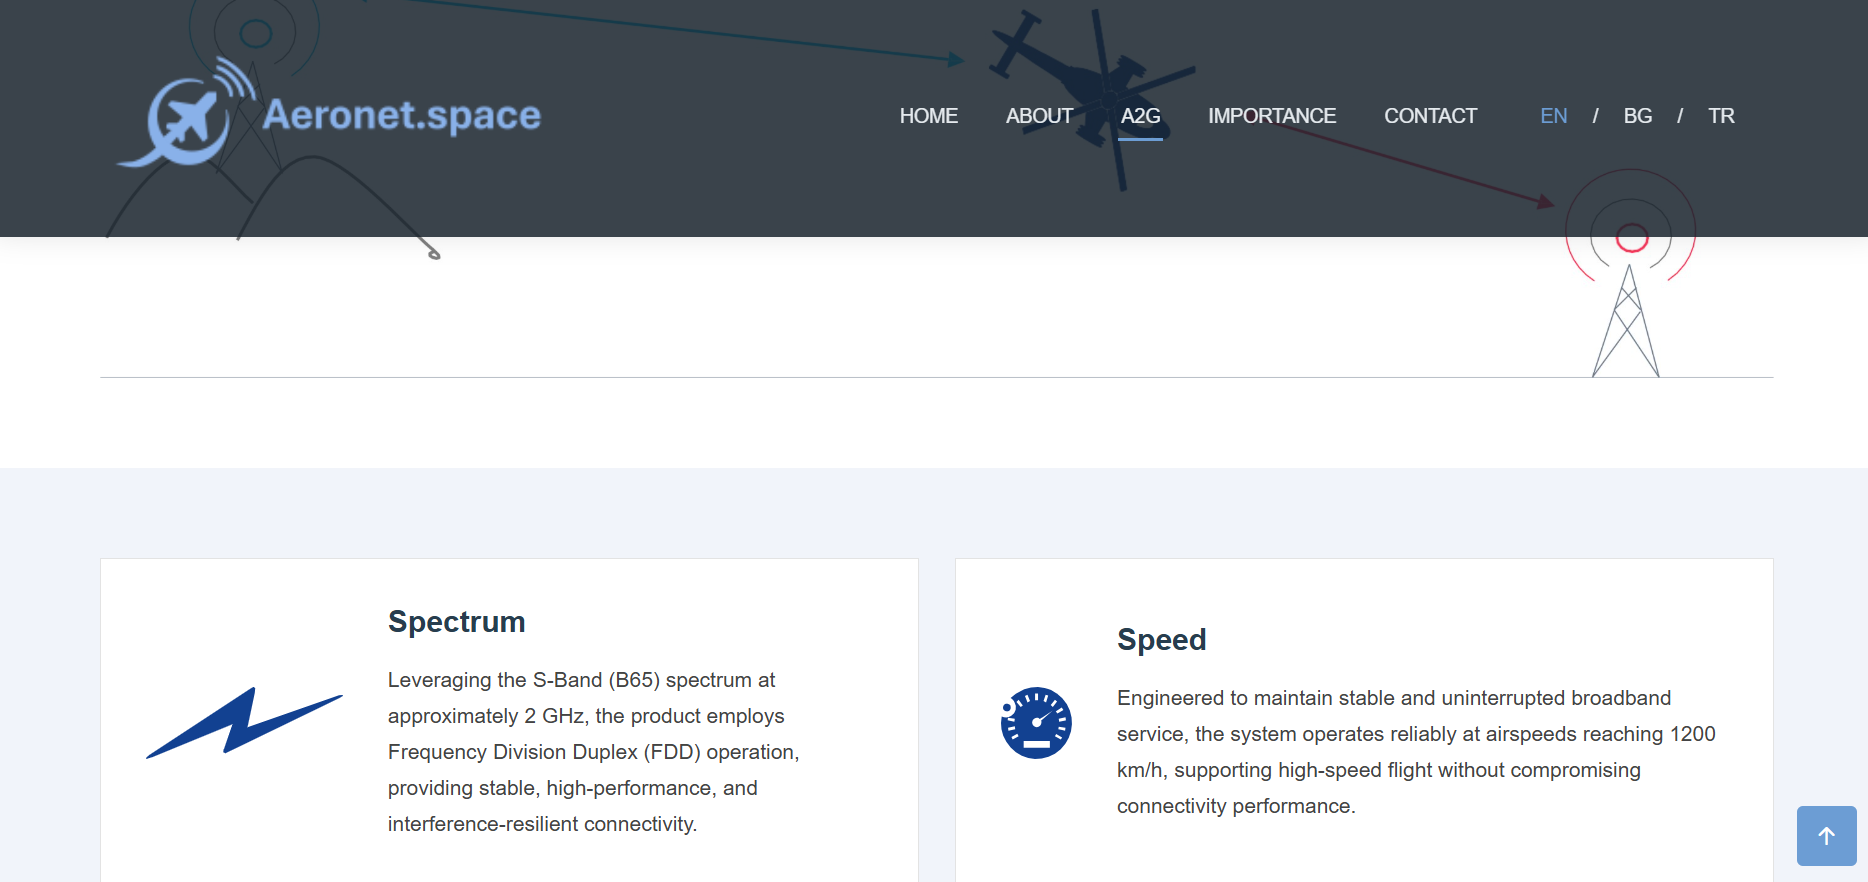 Aeronet.space
HOME ABOUT A2G IMPORTANCE CONTACT EN / BG / TR
Spectrum
Leveraging the S-Band (B65) spectrum at
approximately 2 GHz, the product employs
Frequency Division Duplex (FDD) operation,
providing stable, high-performance, and
interference-resilient connectivity.
Speed
Engineered to maintain stable and uninterrupted broadband
service, the system operates reliably at airspeeds reaching 1200
km/h, supporting high-speed flight without compromising
connectivity performance.